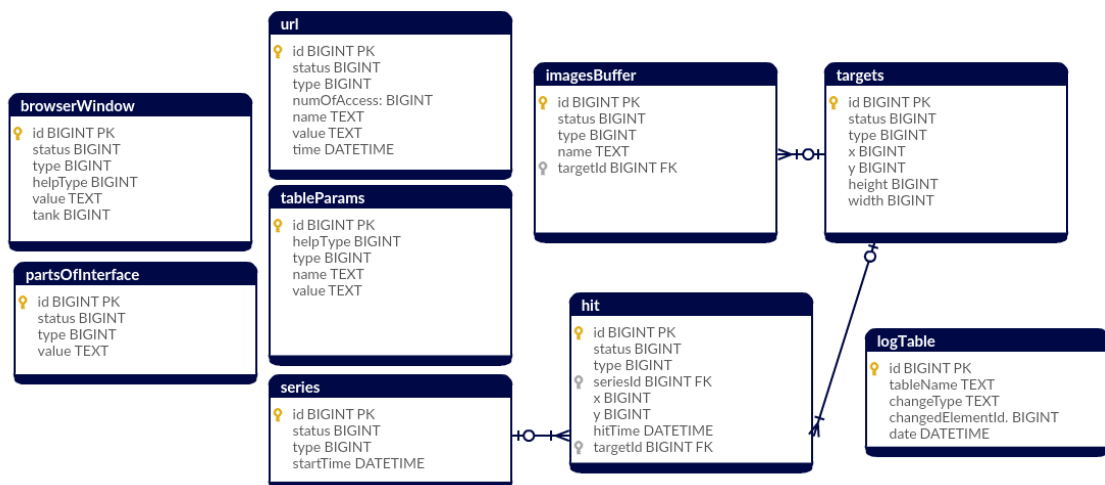 browserWindow
id BIGINT PK
status BIGINT
type BIGINT
helpType BIGINT
value TEXT
tank BIGINT
partsOfInterface
id BIGINT PK
status BIGINT
type BIGINT
value TEXT
url
id BIGINT PK
status BIGINT
type BIGINT
numOfAccess: BIGINT
name TEXT
value TEXT
time DATETIME
tableParams
id BIGINT PK
helpType BIGINT
type BIGINT
name TEXT
value TEXT
series
id BIGINT PK
status BIGINT
type BIGINT
startTime DATETIME
imagesBuffer
id BIGINT PK
status BIGINT
type BIGINT
name TEXT
targetId BIGINT FK
hit
id BIGINT PK
status BIGINT
type BIGINT
seriesId BIGINT FK
x BIGINT
y BIGINT
hitTime DATETIME
targetId BIGINT FK
targets
id BIGINT PK
status BIGINT
type BIGINT
x BIGINT
y BIGINT
height BIGINT
width BIGINT
logTable
id BIGINT PK
tableName TEXT
changeType TEXT
changedElementId. BIGINT
date DATETIME